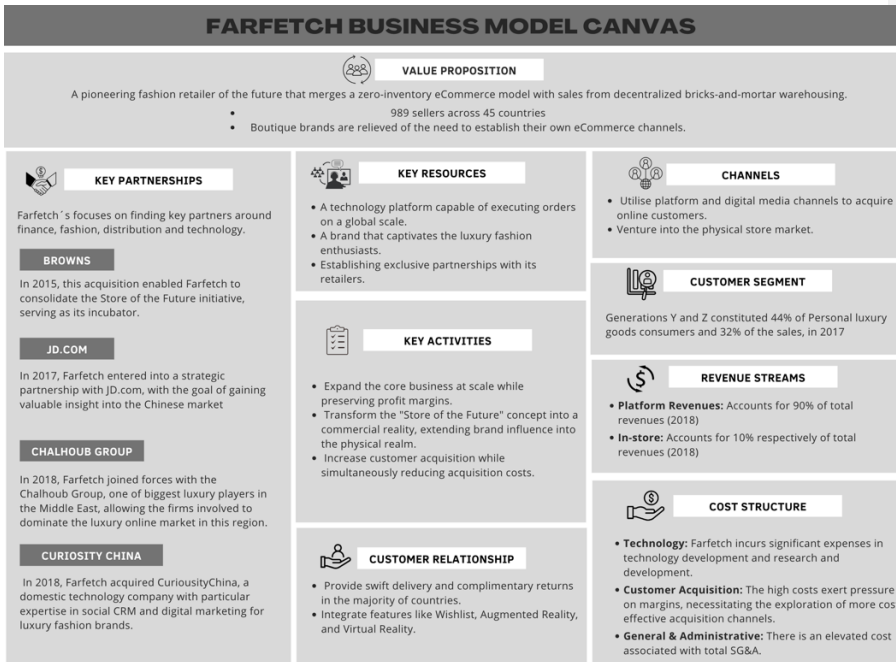 FARFETCH BUSINESS MODEL CANVAS
VALUE PROPOSITION
A pioneering fashion retailer of the future that merges a zero-inventory eCommerce model with sales from decentralized bricks-and-mortar warehousing.
• 989 sellers across 45 countries
• Boutique brands are relieved of the need to establish their own eCommerce channels.
KEY PARTNERSHIPS
Farfetch´s focuses on finding key partners around
finance, fashion, distribution and technology.
BROWNS
In 2015, this acquisition enabled Farfetch to
consolidate the Store of the Future initiative,
serving as its incubator.
JD.COM
In 2017, Farfetch entered into a strategic
partnership with JD.com, with the goal of gaining
valuable insight into the Chinese market
CHALHOUB GROUP
In 2018, Farfetch joined forces with the
Chalhoub Group, one of biggest luxury players in
the Middle East, allowing the firms involved to
dominate the luxury online market in this region.
CURIOSITY CHINA
In 2018, Farfetch acquired CuriousityChina, a
domestic technology company with particular
expertise in social CRM and digital marketing for
luxury fashion brands.
KEY RESOURCES
• A technology platform capable of executing orders
on a global scale.
• A brand that captivates the luxury fashion
enthusiasts.
• Establishing exclusive partnerships with its
retailers.
KEY ACTIVITIES
• Expand the core business at scale while
preserving profit margins.
• Transform the "Store of the Future" concept into a
commercial reality, extending brand influence into
the physical realm.
• Increase customer acquisition while
simultaneously reducing acquisition costs.
CUSTOMER RELATIONSHIP
• Provide swift delivery and complimentary returns
in the majority of countries.
• Integrate features like Wishlist, Augmented Reality,
and Virtual Reality.
CHANNELS
• Utilise platform and digital media channels to acquire
online customers.
• Venture into the physical store market.
CUSTOMER SEGMENT
Generations Y and Z constituted 44% of Personal luxury
goods consumers and 32% of the sales, in 2017
REVENUE STREAMS
• Platform Revenues: Accounts for 90% of total
revenues (2018)
• In-store: Accounts for 10% respectively of total
revenues (2018)
COST STRUCTURE
• Technology: Farfetch incurs significant expenses in
technology development and research and
development.
• Customer Acquisition: The high costs exert pressure
on margins, necessitating the exploration of more cos
effective acquisition channels.
• General & Administrative: There is an elevated cost
associated with total SG&A.